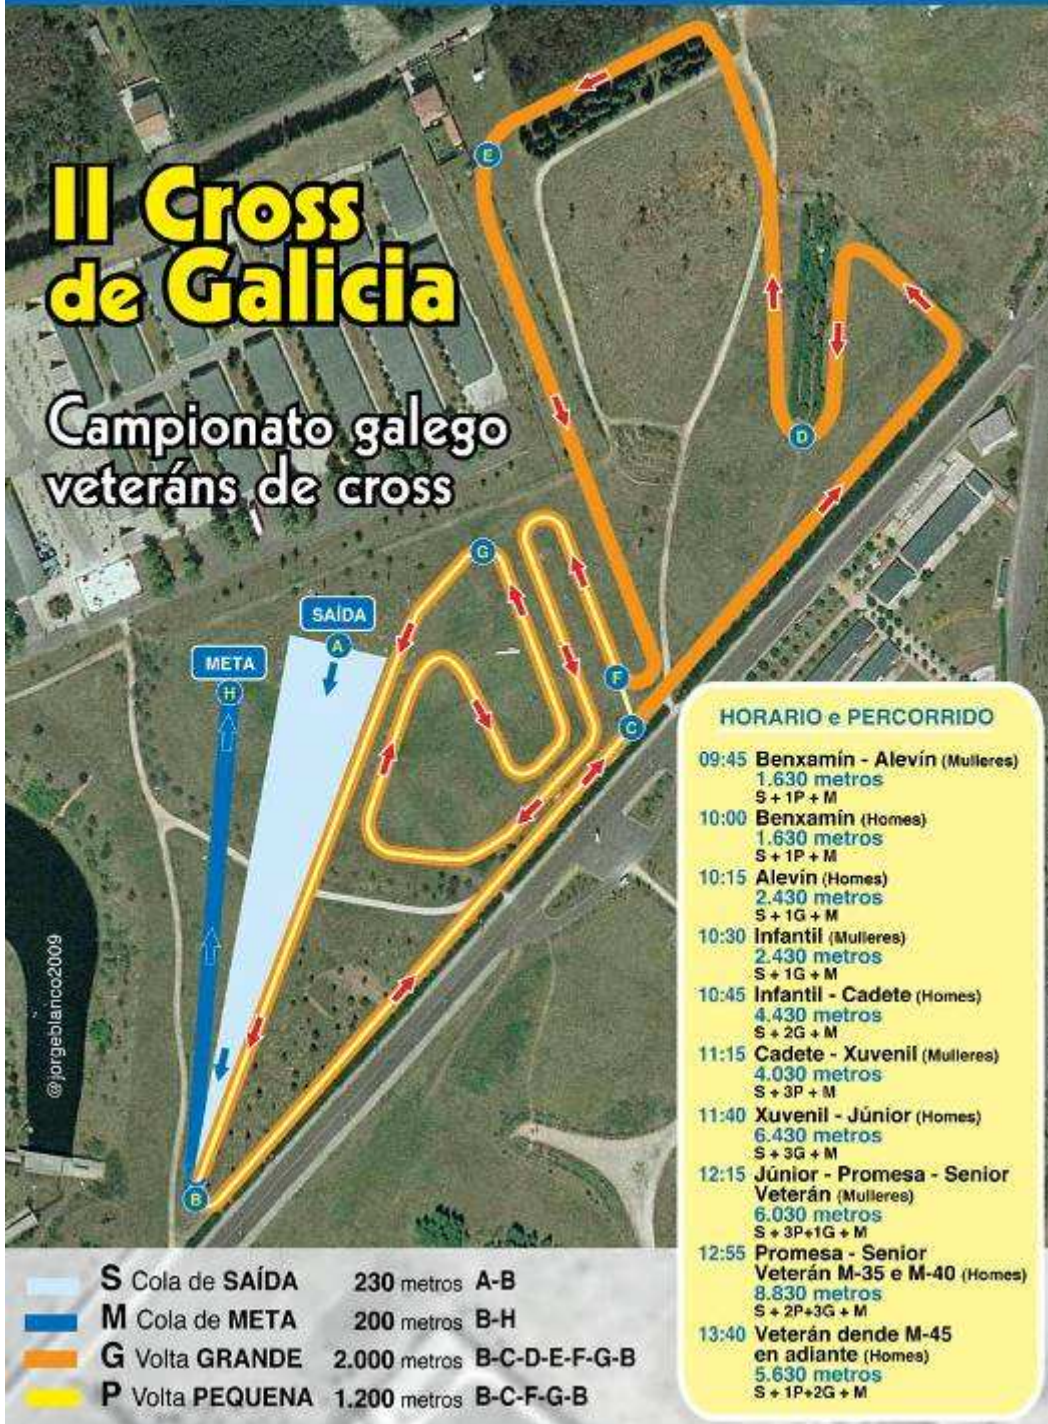 II Cross
de Galicia
Campionato galego
veteráns de cross
E
D
G
SAÍDA
A
META
H
F
C
B
@jorgeblanco2009
HORARIO e PERCORRIDO
09:45 Benxamín - Alevín (Mulleres)
1.630 metros
S + 1P + M
10:00 Benxamín (Homes)
1.630 metros
S + 1P + M
10:15 Alevín (Homes)
2.430 metros
S + 1G + M
10:30 Infantil (Mulleres)
2.430 metros
S + 1G + M
10:45 Infantil - Cadete (Homes)
4.430 metros
S + 2G + M
11:15 Cadete - Xuvenil (Mulleres)
4.030 metros
S + 3P + M
11:40 Xuvenil - Júnior (Homes)
6.430 metros
S + 3G + M
12:15 Júnior - Promesa - Senior
Veterán (Mulleres)
6.030 metros
S + 3P+1G + M
12:55 Promesa - Senior
Veterán M-35 e M-40 (Homes)
8.830 metros
S + 2P+3G + M
13:40 Veterán dende M-45
en adiante (Homes)
5.630 metros
S + 1P+2G + M
S Cola de SAÍDA 230 metros A-B
M Cola de META 200 metros B-H
G Volta GRANDE 2.000 metros B-C-D-E-F-G-B
P Volta PEQUENA 1.200 metros B-C-F-G-B